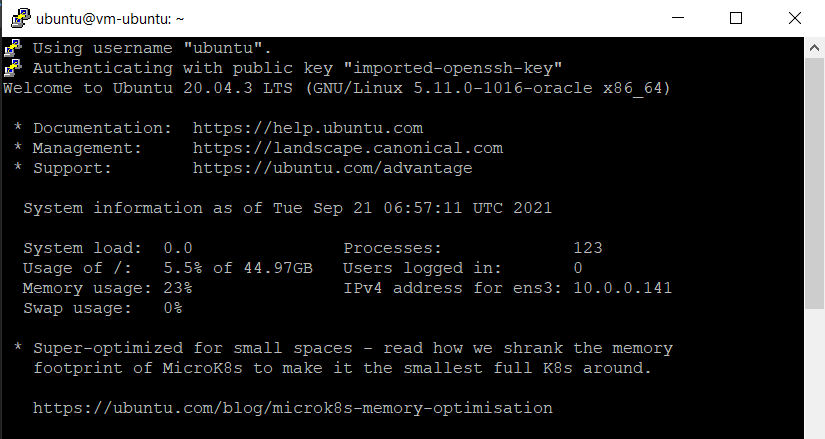 ubuntu@vm-ubuntu: ~
Using username "ubuntu".
Authenticating with public key "imported-openssh-key"
Welcome to Ubuntu 20.04.3 LTS (GNU/Linux 5.11.0-1016-oracle x86_64)
* Documentation:  https://help.ubuntu.com
* Management:     https://landscape.canonical.com
* Support:        https://ubuntu.com/advantage
System information as of Tue Sep 21 06:57:11 UTC 2021
System load:  0.0               Processes:             123
Usage of /:   5.5% of 44.97GB   Users logged in:       0
Memory usage: 23%               IPv4 address for ens3: 10.0.0.141
Swap usage:   0%
* Super-optimized for small spaces - read how we shrank the memory
footprint of MicroK8s to make it the smallest full K8s around.
https://ubuntu.com/blog/microk8s-memory-optimisation